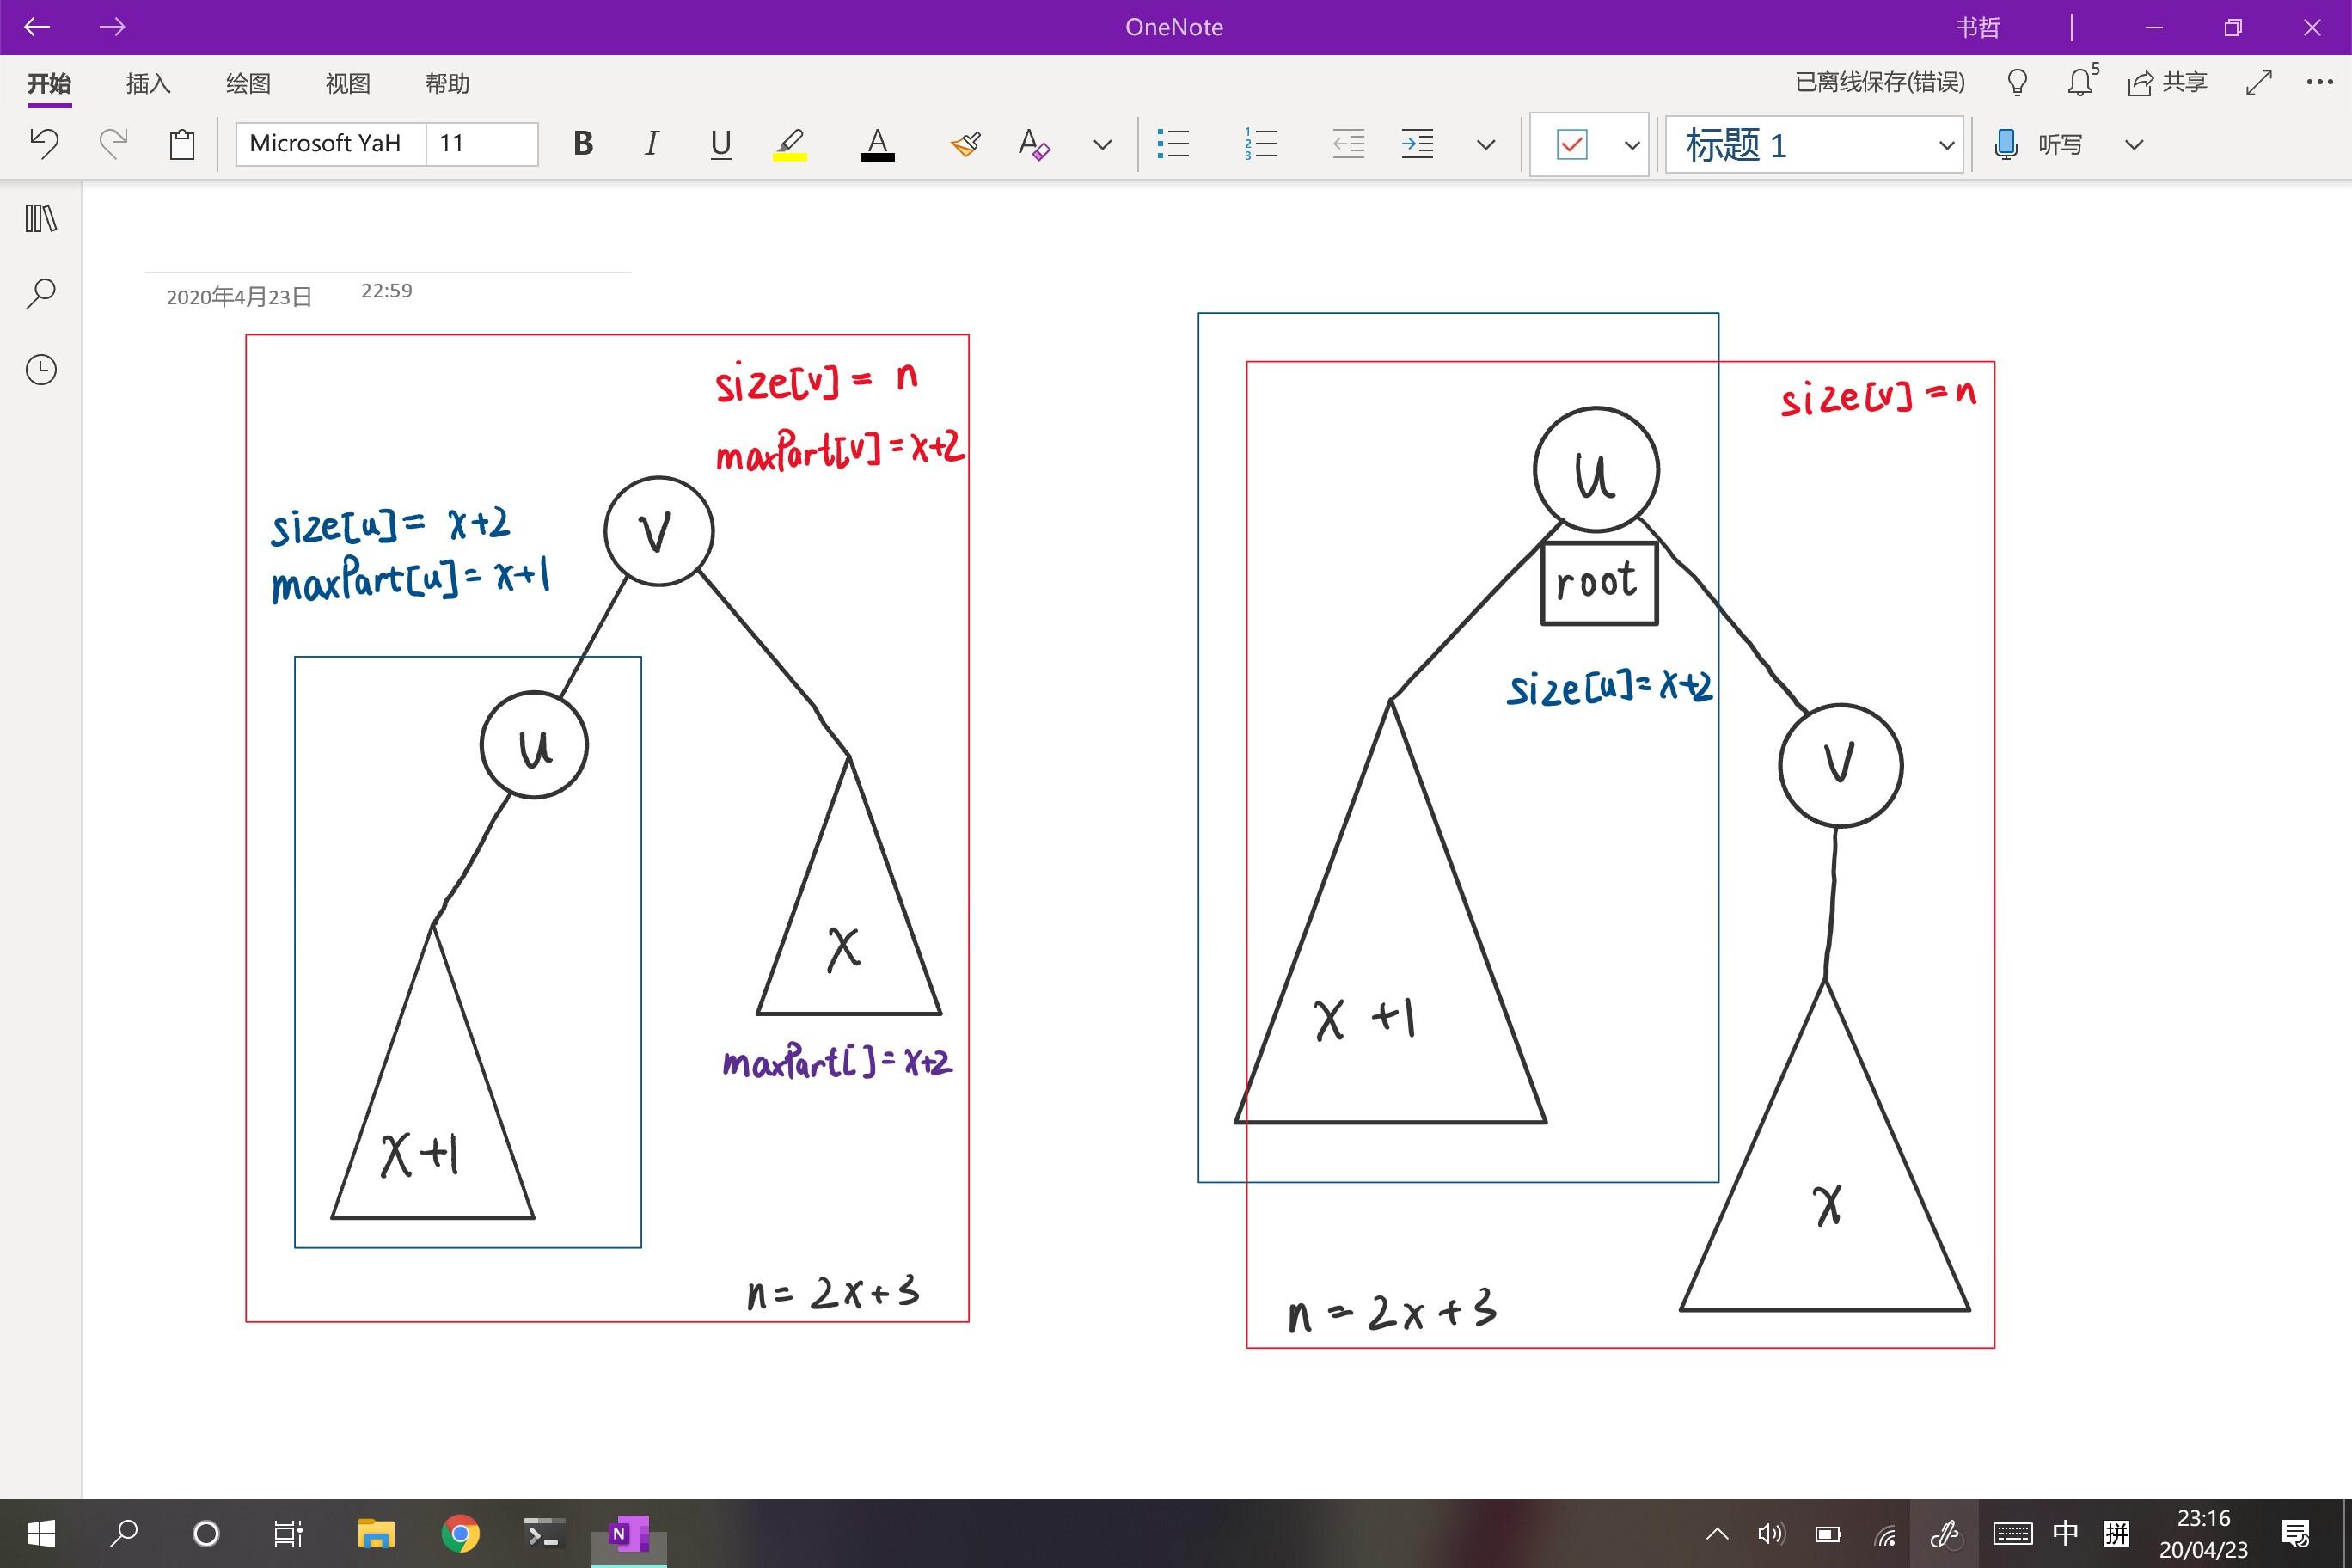 OneNote
书哲
开始 插入 绘图 视图 帮助
已离线保存(错误)
5
共享
Microsoft YaH 11
B I U A A
标题 1
听写
2020年4月23日 22:59
size[v] = n
maxPart[v] = x+2
size[u] = x+2
maxPart[u] = x+1
v
u
x+1
x
maxPart[ ] = x+2
n = 2x+3
size[v] = n
u
root
size[u] = x+2
v
x+1
x
n = 2x+3
N
中
拼
23:16
20/04/23